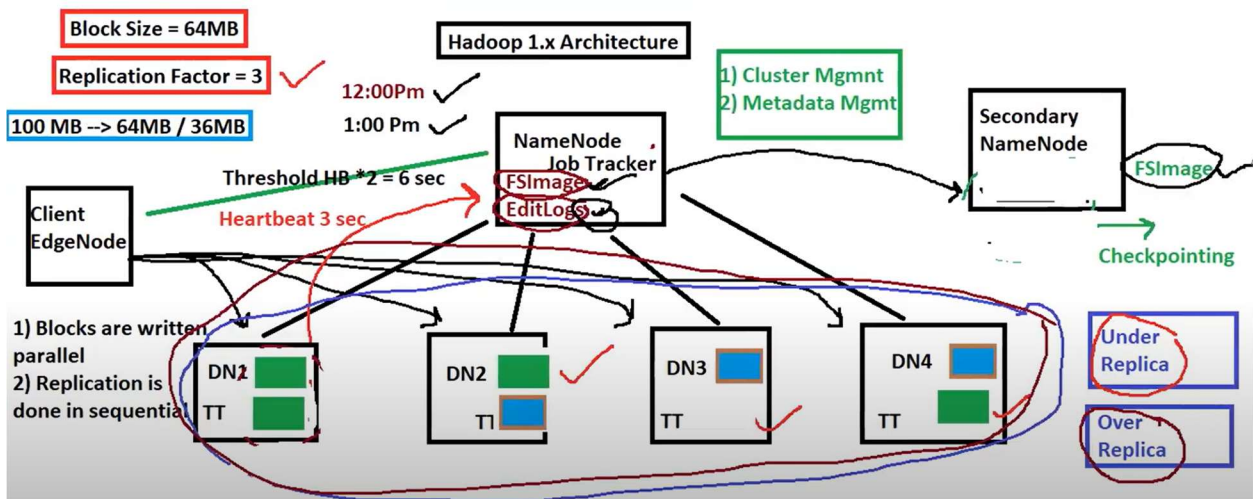 Block Size = 64MB
Hadoop 1.x Architecture
Replication Factor = 3
12:00Pm
1:00 Pm
1) Cluster Mgmnt
2) Metadata Mgmt
100 MB --> 64MB / 36MB
NameNode
Job Tracker
FSImage
EditLogs
Secondary
NameNode
FSImage
Checkpointing
Threshold HB *2 = 6 sec
Heartbeat 3 sec
Client
EdgeNode
1) Blocks are written
parallel
2) Replication is
done in sequential
DN1
TT
DN2
TT
DN3
TT
DN4
TT
Under
Replica
Over
Replica